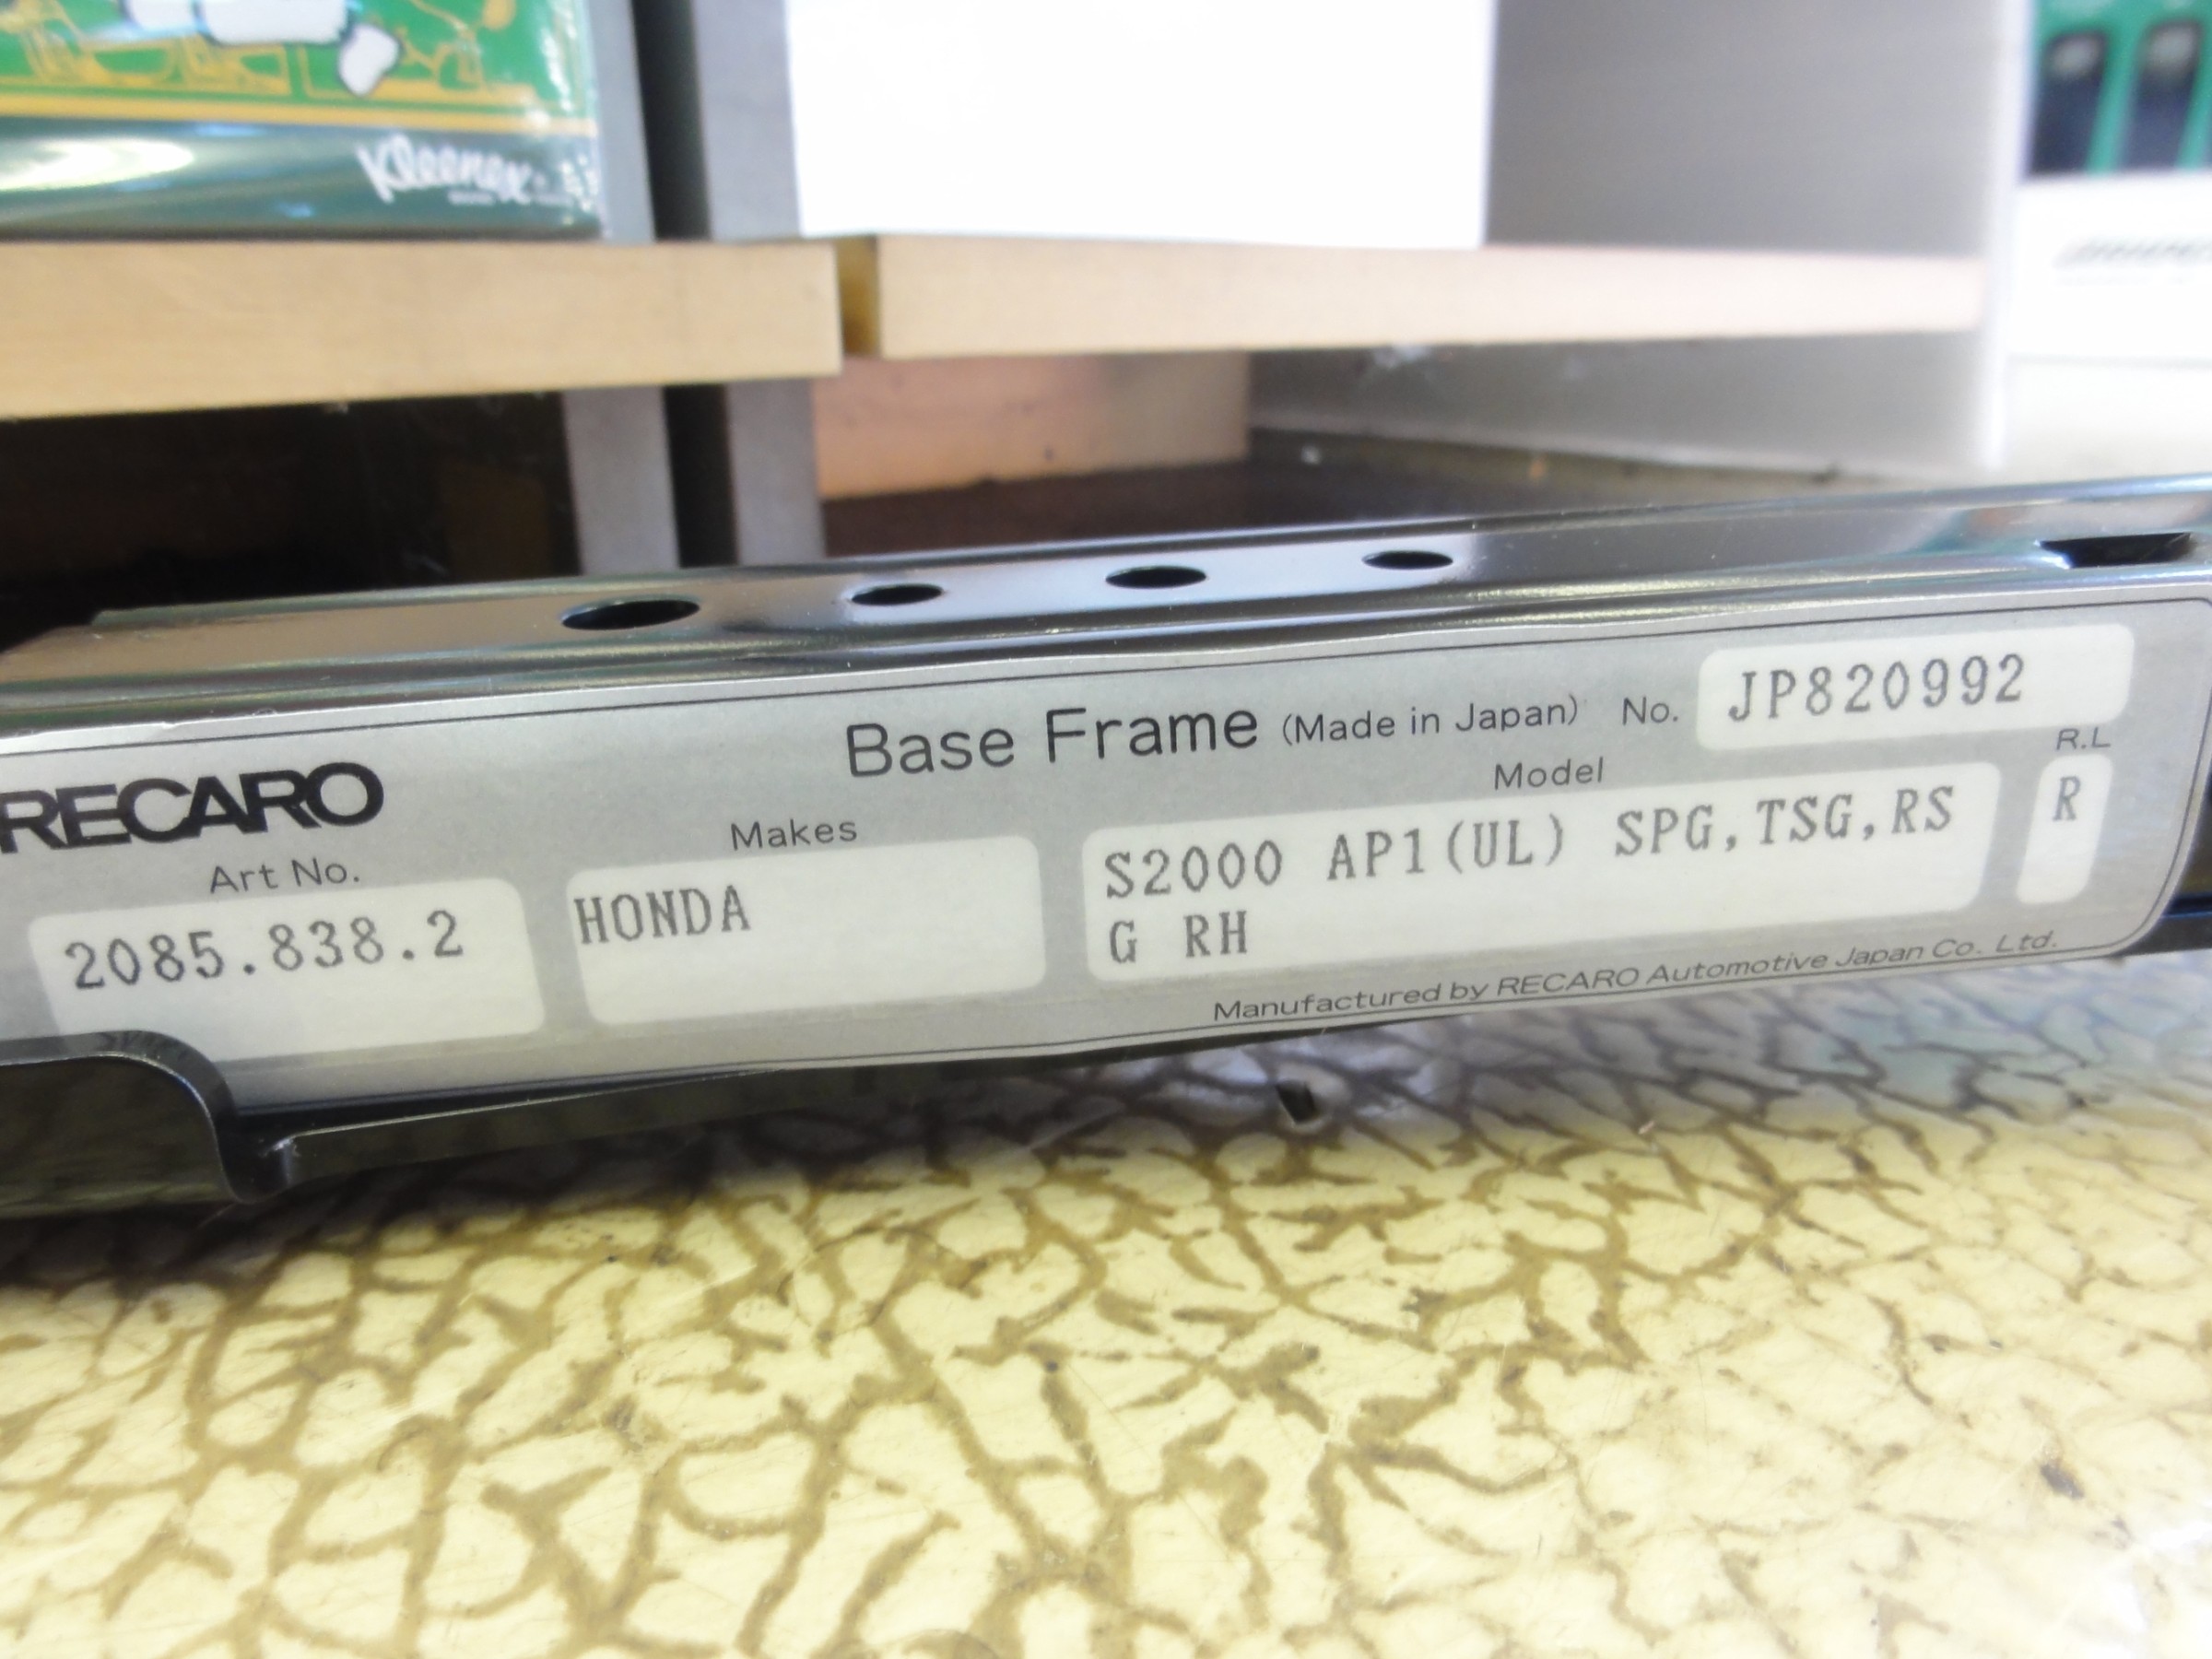 Kleenex
Base Frame (Made in Japan) No. JP820992
RECARO
Makes
Model
R.L
Art No.
2085.838.2
HONDA
S2000 AP1(UL) SPG,TSG,RS
G RH
R
Manufactured by RECARO Automotive Japan Co. Ltd.